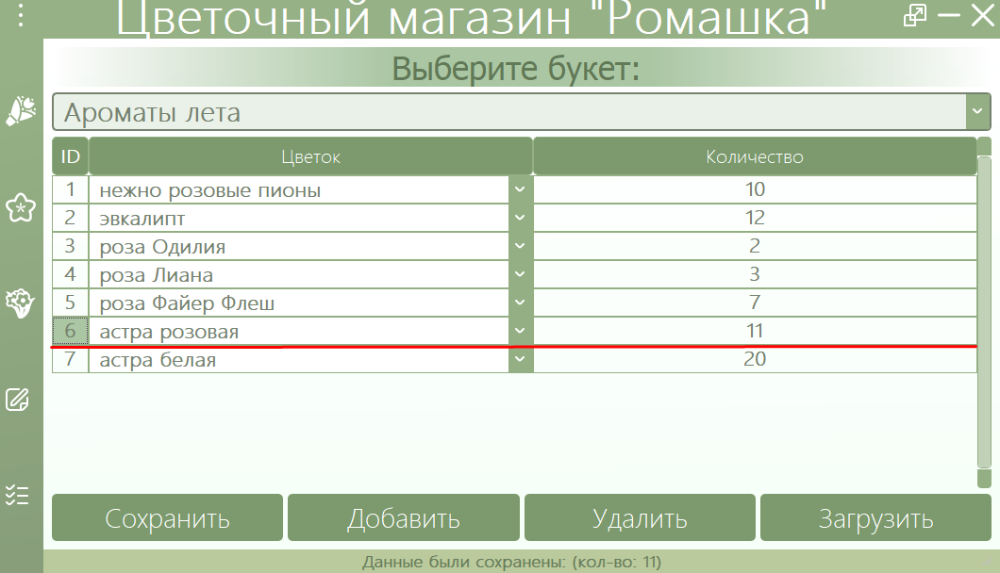 Цветочный магазин "Ромашка"
Выберите букет:
Ароматы лета
ID Цветок Количество
1 нежно розовые пионы 10
2 эвкалипт 12
3 роза Одилия 2
4 роза Лиана 3
5 роза Файер Флеш 7
6 астра розовая 11
7 астра белая 20
Сохранить Добавить Удалить Загрузить
Данные были сохранены: (кол-во: 11)